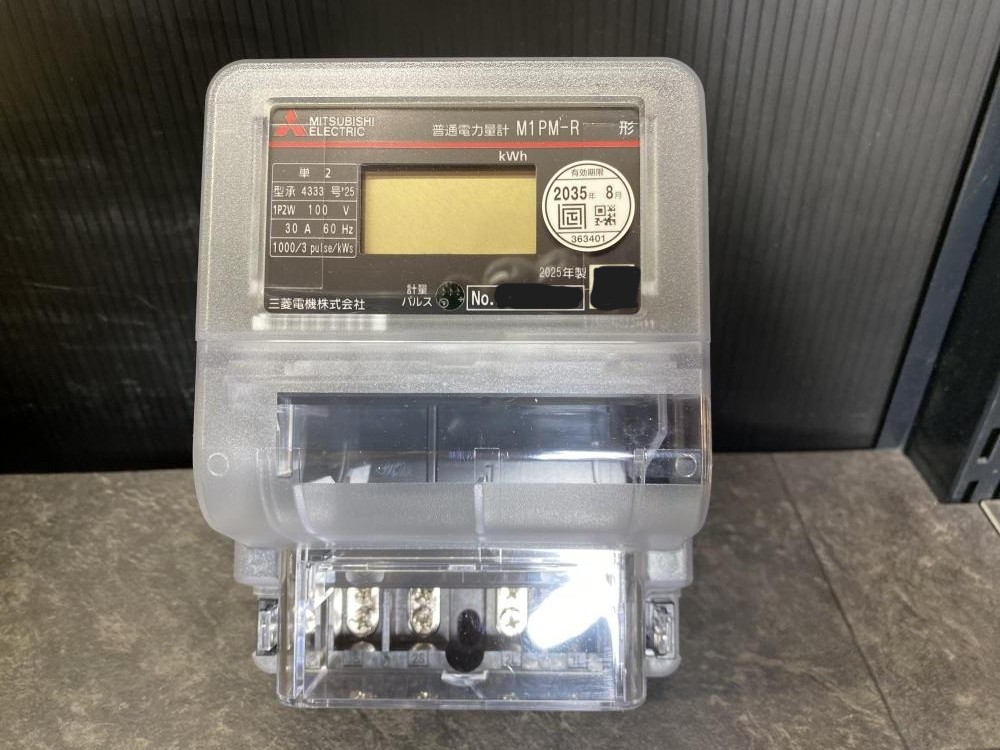 MITSUBISHI
ELECTRIC
普通電力量計 M1PM-R 形
kWh
単 2
型承 4333 号'25
1P2W 100 V
30 A 60 Hz
1000/3 pulse/kWs
有効期限
2035年 8月
363401
2025年製
計量
パルス
No.
三菱電機株式会社
2S